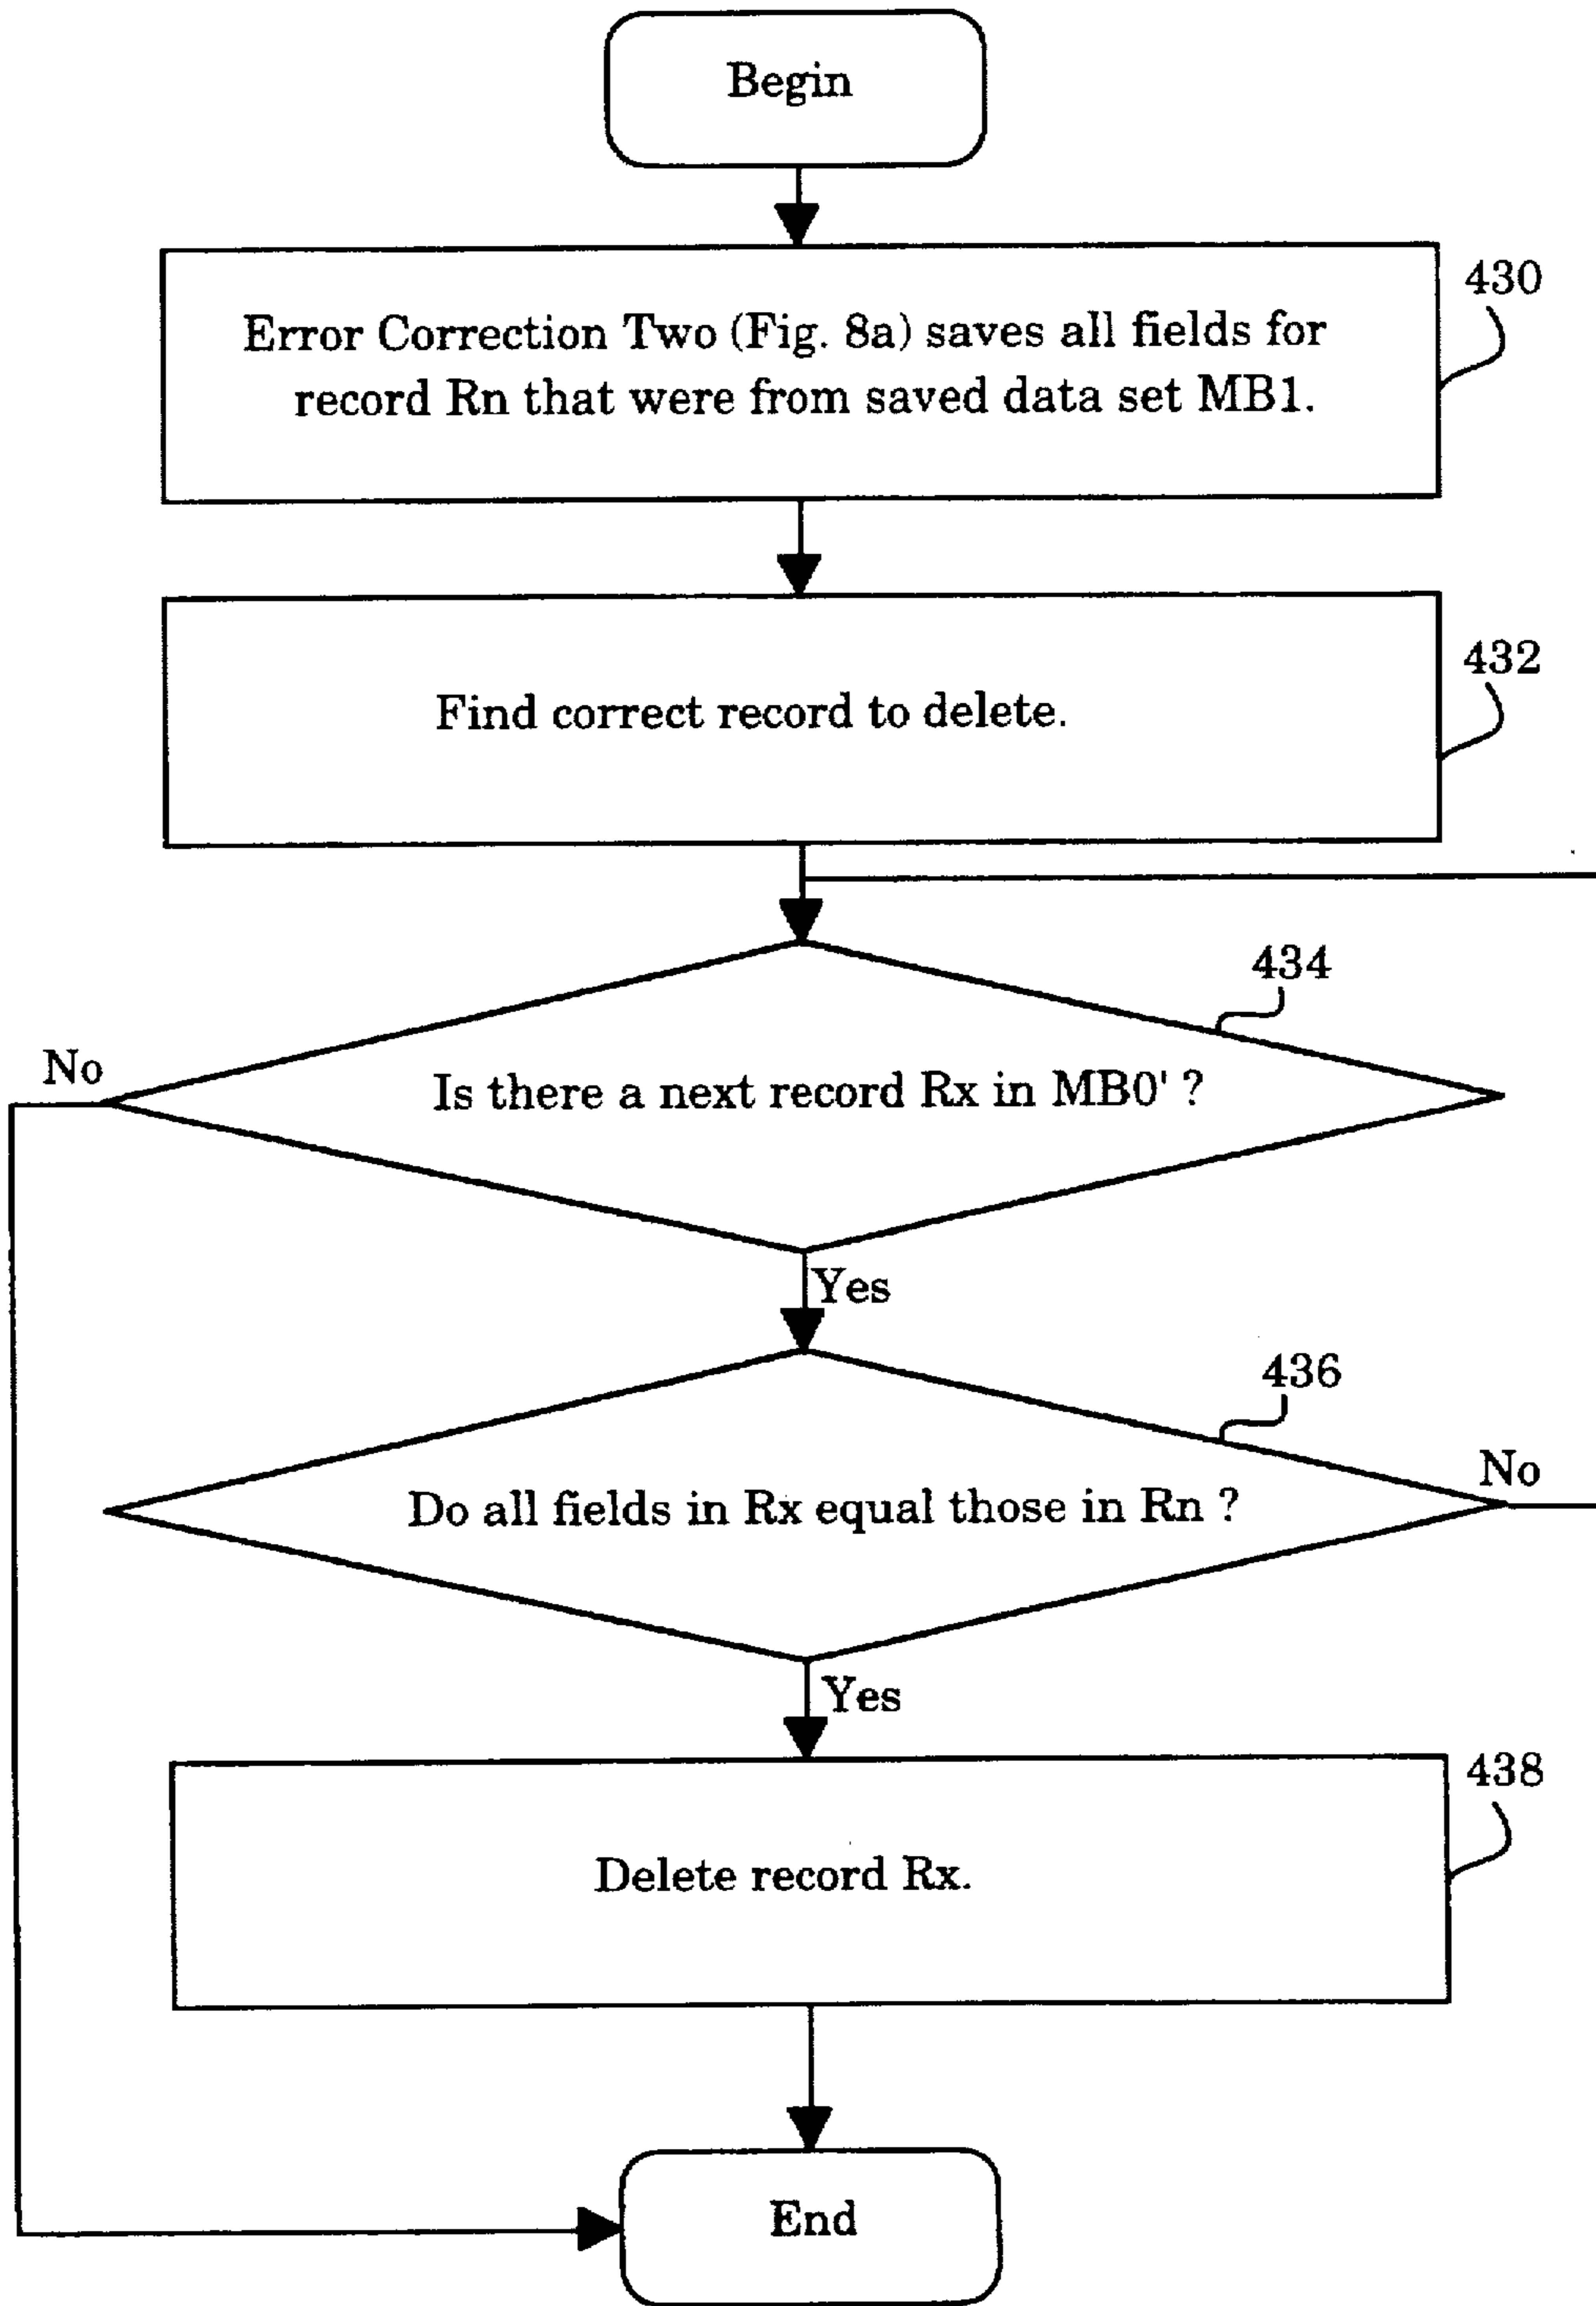 Begin
430
Error Correction Two (Fig. 8a) saves all fields for
record Rn that were from saved data set MB1.
432
Find correct record to delete.
434
No
Is there a next record Rx in MB0' ?
Yes
436
No
Do all fields in Rx equal those in Rn ?
Yes
438
Delete record Rx.
End